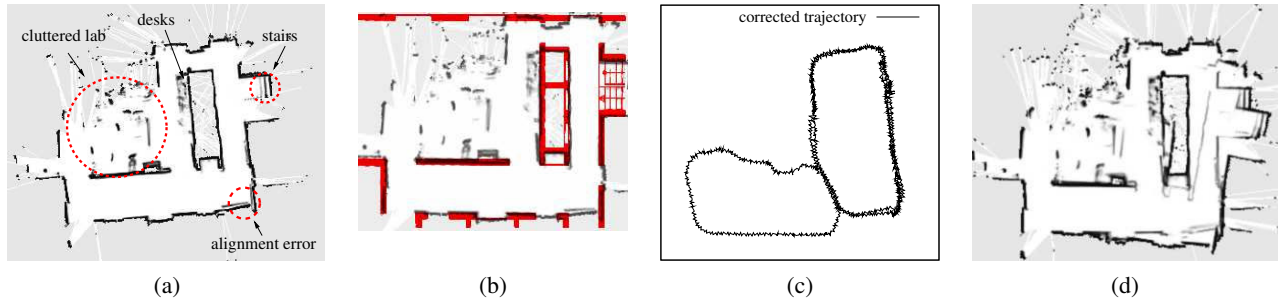 desks
cluttered lab
stairs
alignment error
corrected trajectory
(a)
(b)
(c)
(d)